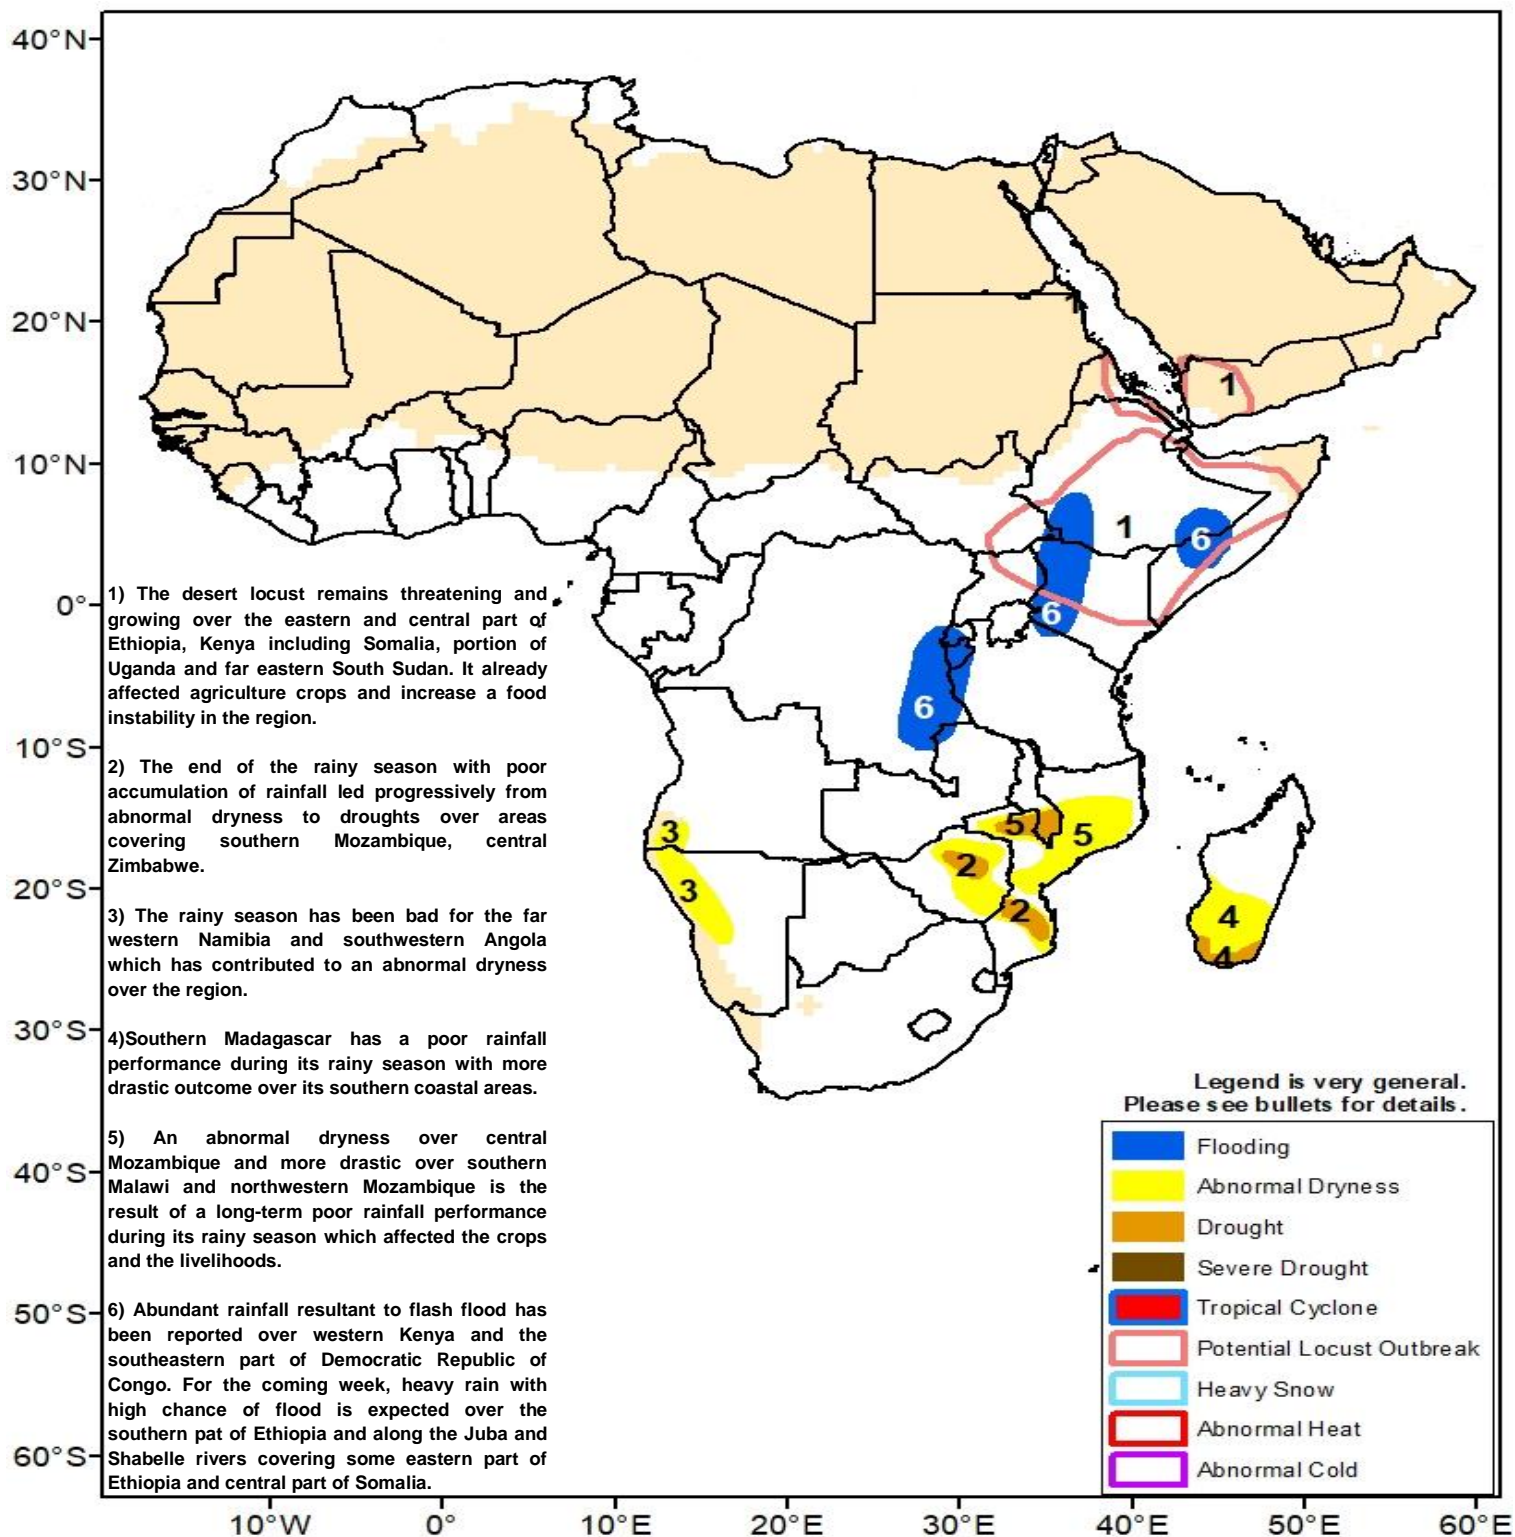 40°N
30°N
20°N
10°N
0°
10°S
20°S
30°S
40°S
50°S
60°S
1
1
1
6
6
6
3
3
5
5
2
2
4
4
1) The desert locust remains threatening and
growing over the eastern and central part of
Ethiopia, Kenya including Somalia, portion of
Uganda and far eastern South Sudan. It already
affected agriculture crops and increase a food
instability in the region.
2) The end of the rainy season with poor
accumulation of rainfall led progressively from
abnormal dryness to droughts over areas
covering southern Mozambique, central
Zimbabwe.
3) The rainy season has been bad for the far
western Namibia and southwestern Angola
which has contributed to an abnormal dryness
over the region.
4)Southern Madagascar has a poor rainfall
performance during its rainy season with more
drastic outcome over its southern coastal areas.
5) An abnormal dryness over central
Mozambique and more drastic over southern
Malawi and northwestern Mozambique is the
result of a long-term poor rainfall performance
during its rainy season which affected the crops
and the livelihoods.
6) Abundant rainfall resultant to flash flood has
been reported over western Kenya and the
southeastern part of Democratic Republic of
Congo. For the coming week, heavy rain with
high chance of flood is expected over the
southern pat of Ethiopia and along the Juba and
Shabelle rivers covering some eastern part of
Ethiopia and central part of Somalia.
Legend is very general.
Please see bullets for details.
Flooding
Abnormal Dryness
Drought
Severe Drought
Tropical Cyclone
Potential Locust Outbreak
Heavy Snow
Abnormal Heat
Abnormal Cold
10°W 0° 10°E 20°E 30°E 40°E 50°E 60°E